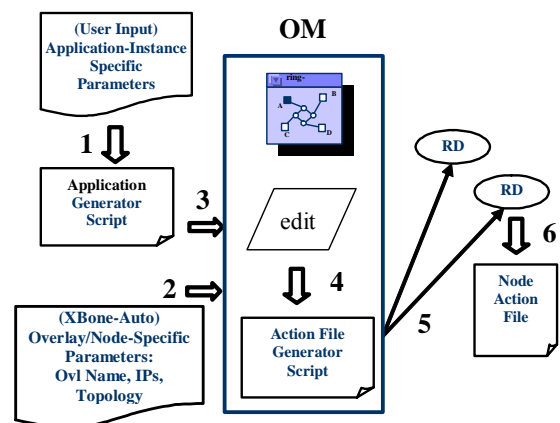 (User Input)
Application-Instance
Specific
Parameters
OM
ring-
A
B
C
D
1
Application
Generator
Script
3
edit
2
4
(XBone-Auto)
Overlay/Node-Specific
Parameters:
Ovl Name, IPs,
Topology
Action File
Generator
Script
5
RD
RD
6
Node
Action
File